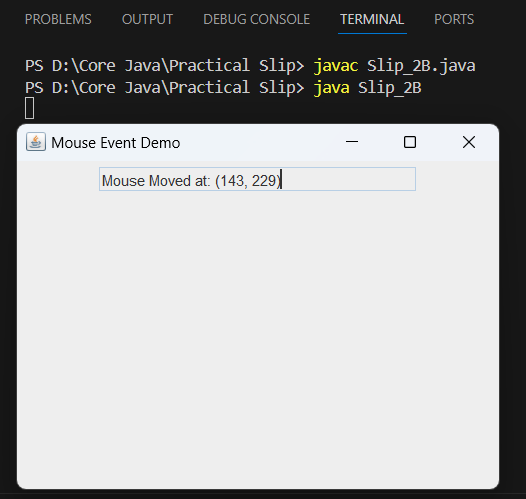 PROBLEMS OUTPUT DEBUG CONSOLE TERMINAL PORTS
PS D:\Core Java\Practical Slip> javac Slip_2B.java
PS D:\Core Java\Practical Slip> java Slip_2B
Mouse Event Demo
Mouse Moved at: (143, 229)